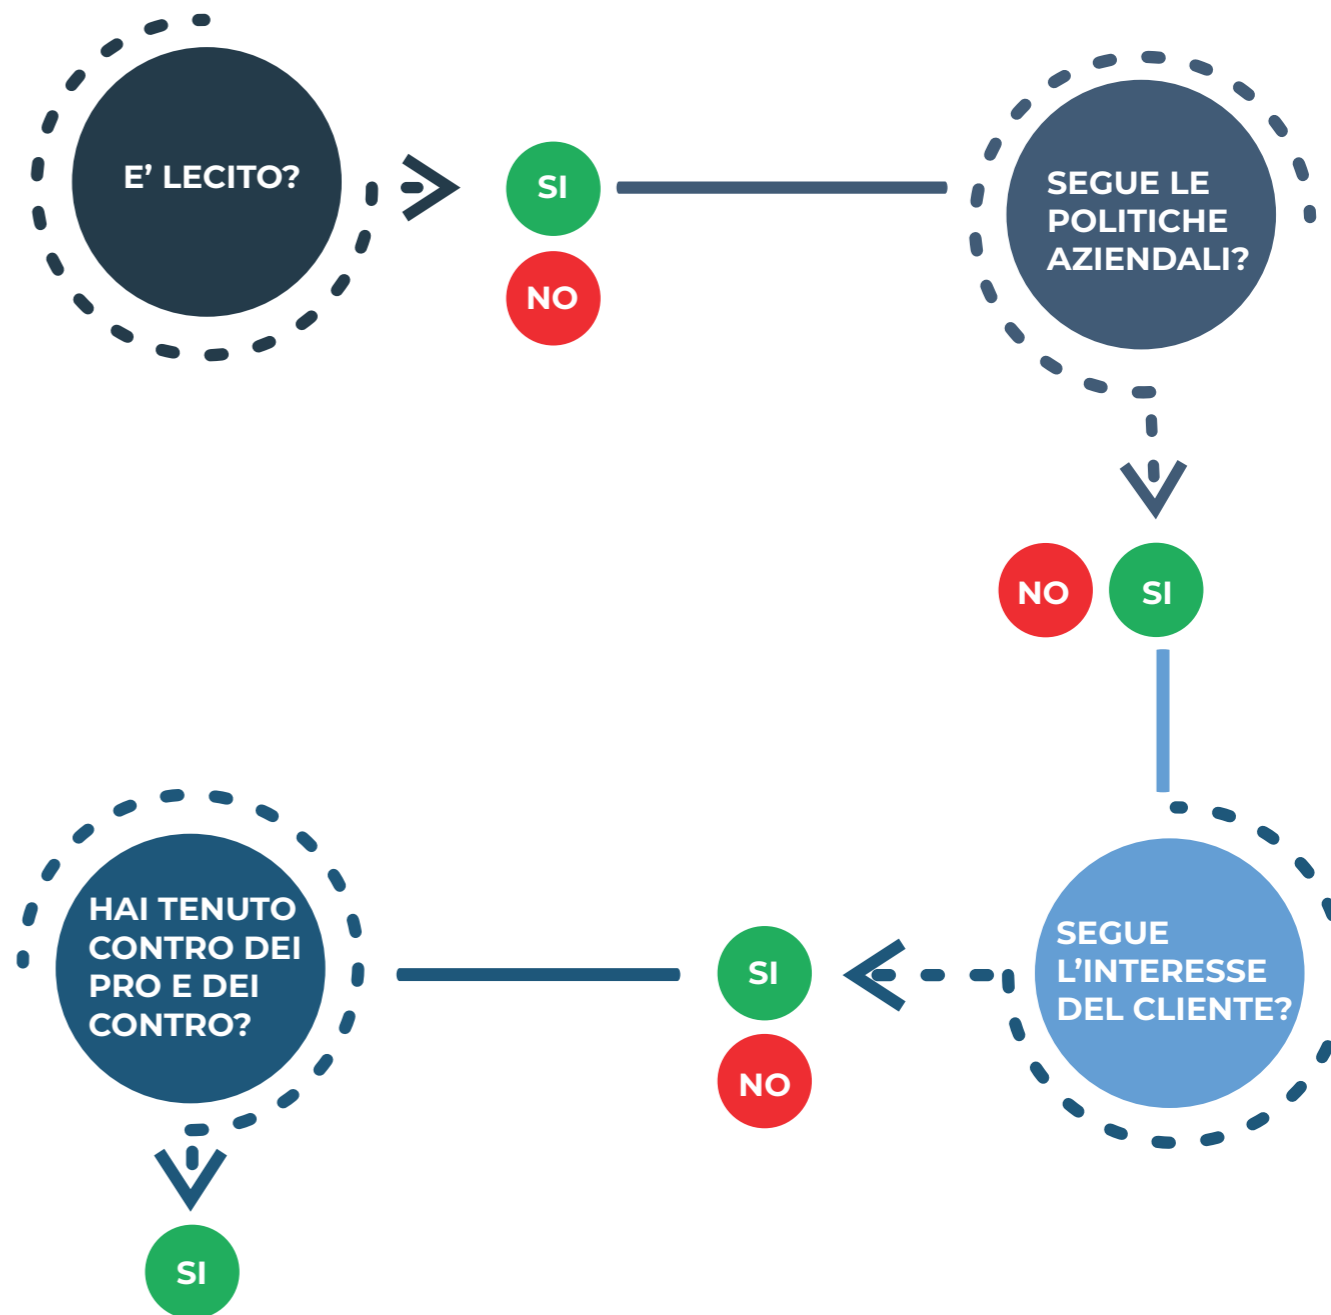 E’ LECITO?
SI
NO
SEGUE LE
POLITICHE
AZIENDALI?
NO
SI
SEGUE
L’INTERESSE
DEL CLIENTE?
SI
NO
HAI TENUTO
CONTRO DEI
PRO E DEI
CONTRO?
SI